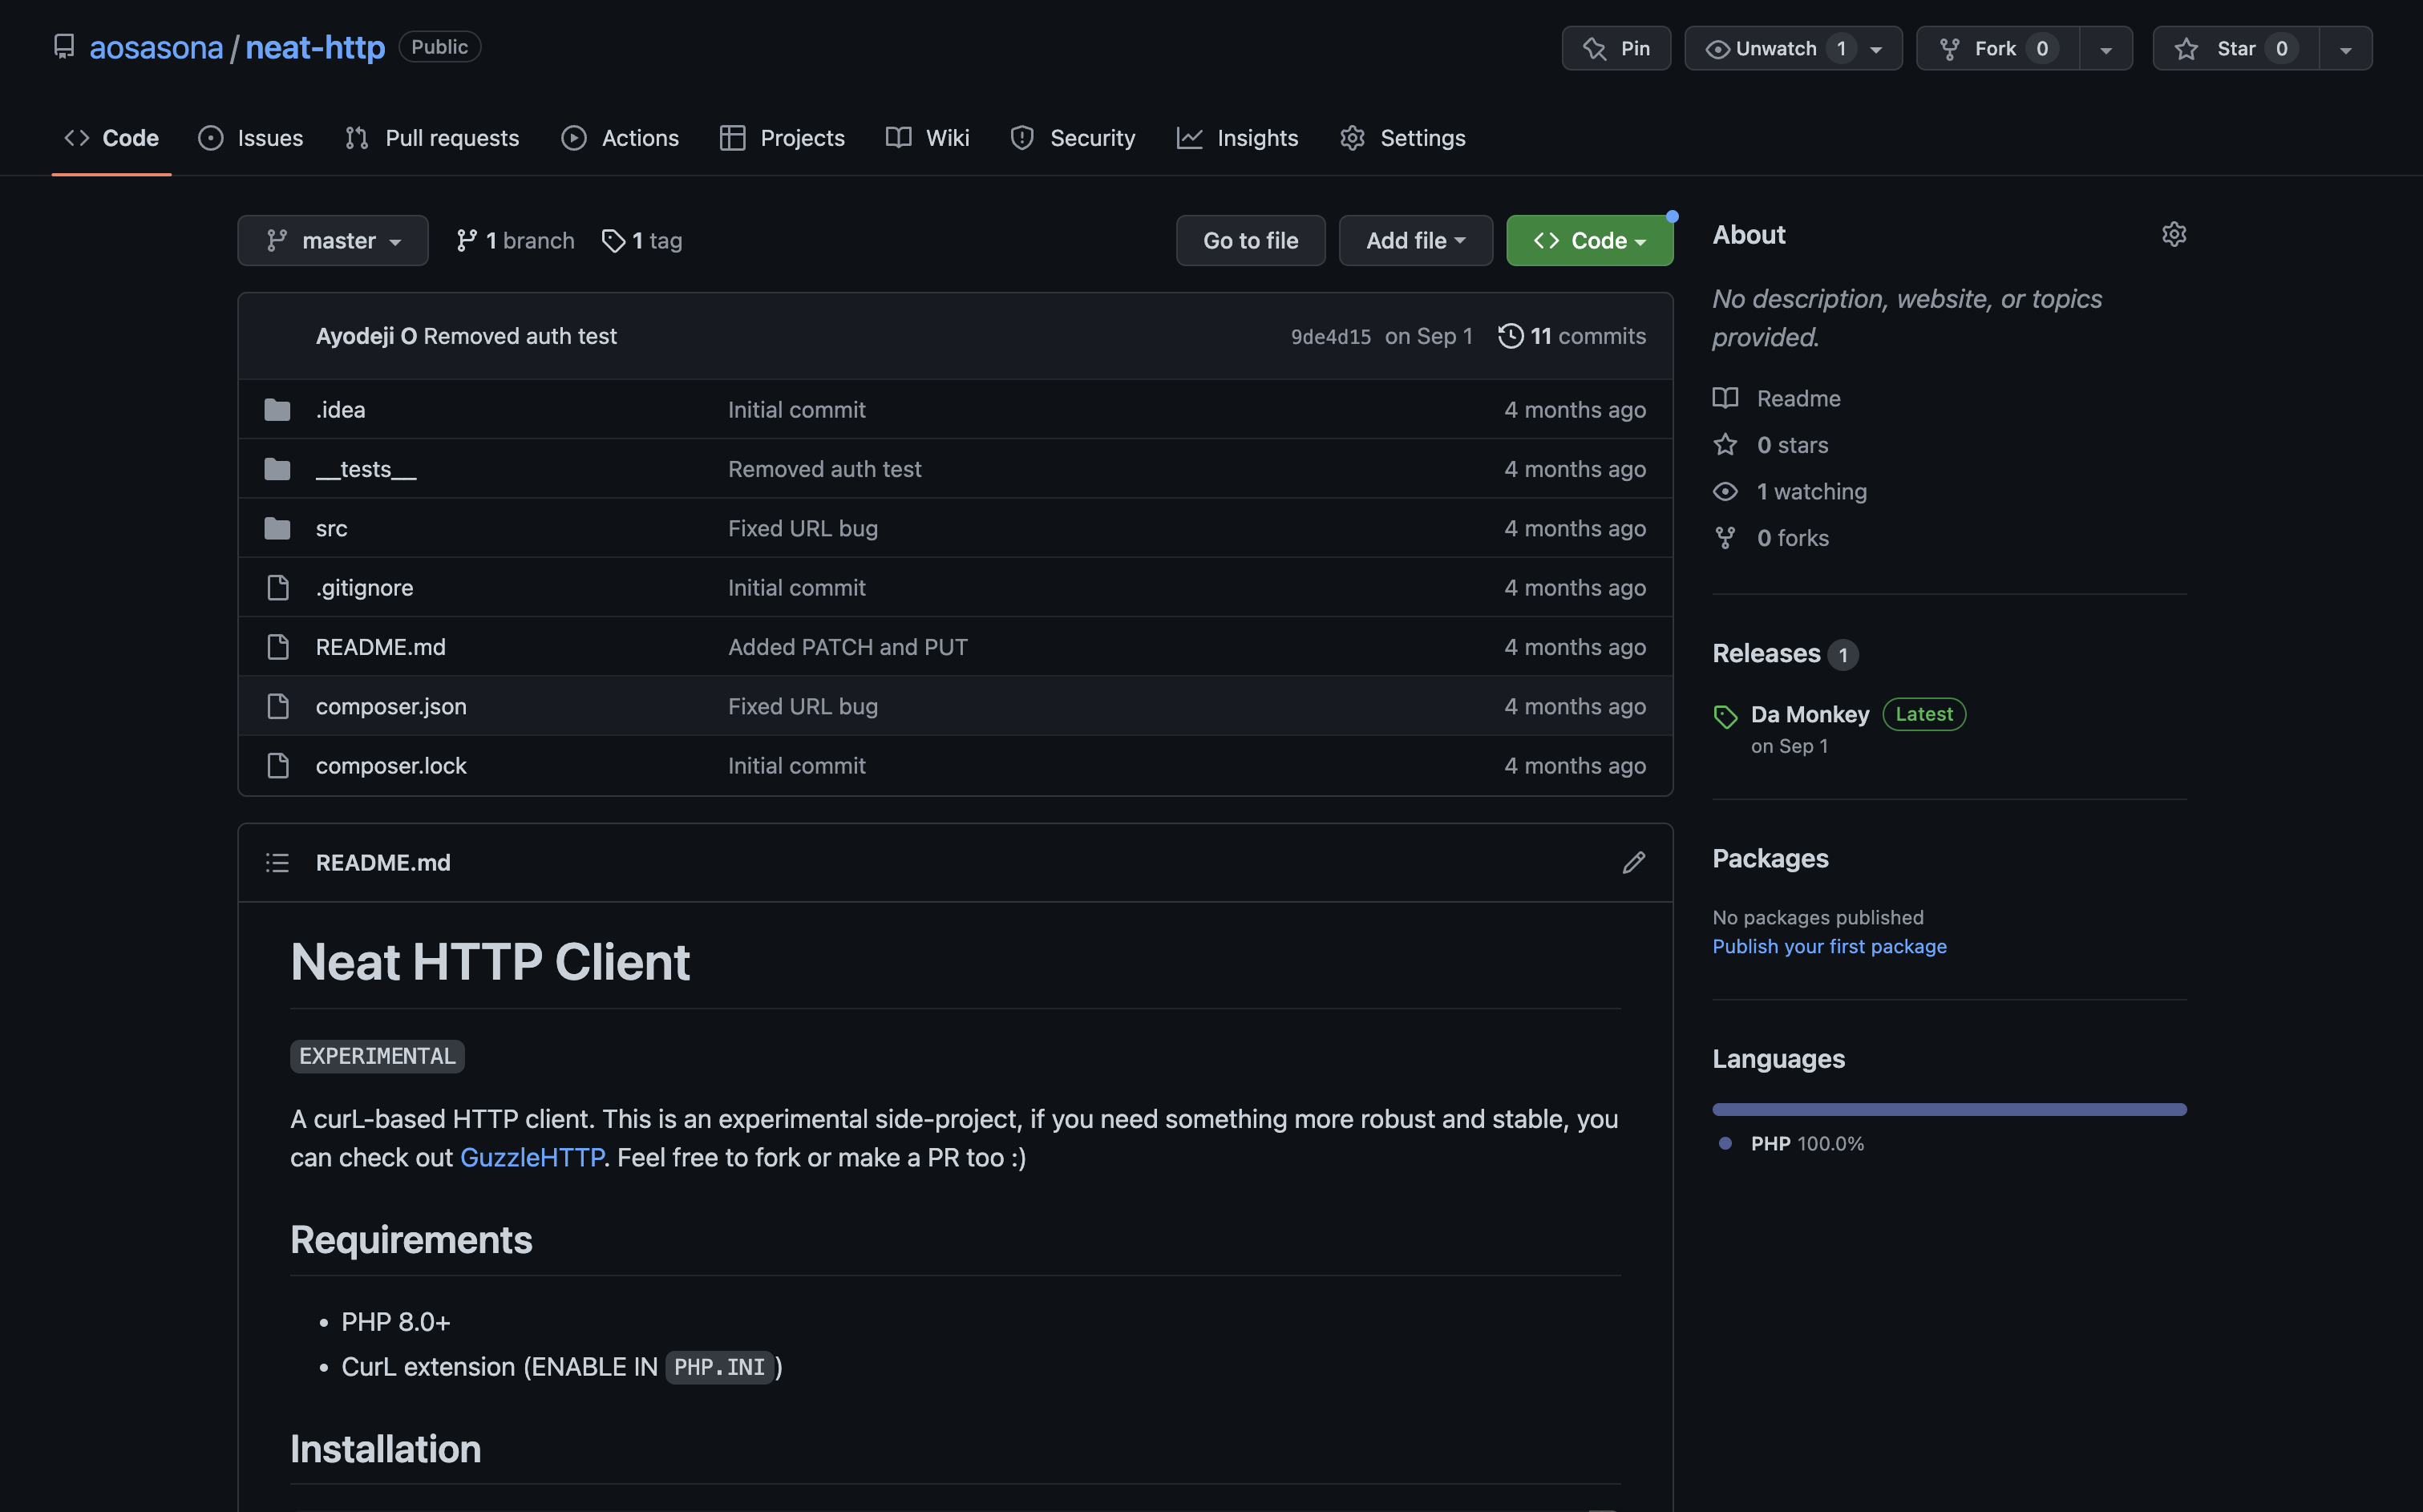 aosasona / neat-http Public
Pin Unwatch 1 Fork 0 Star 0
Code Issues Pull requests Actions Projects Wiki Security Insights Settings
master 1 branch 1 tag Go to file Add file Code
Ayodeji O Removed auth test 9de4d15 on Sep 1 11 commits
.idea Initial commit 4 months ago
__tests__ Removed auth test 4 months ago
src Fixed URL bug 4 months ago
.gitignore Initial commit 4 months ago
README.md Added PATCH and PUT 4 months ago
composer.json Fixed URL bug 4 months ago
composer.lock Initial commit 4 months ago
README.md
Neat HTTP Client
EXPERIMENTAL
A curL-based HTTP client. This is an experimental side-project, if you need something more robust and stable, you
can check out GuzzleHTTP. Feel free to fork or make a PR too :)
Requirements
• PHP 8.0+
• CurL extension (ENABLE IN PHP.INI)
Installation
About
No description, website, or topics
provided.
Readme
0 stars
1 watching
0 forks
Releases 1
Da Monkey Latest
on Sep 1
Packages
No packages published
Publish your first package
Languages
PHP 100.0%